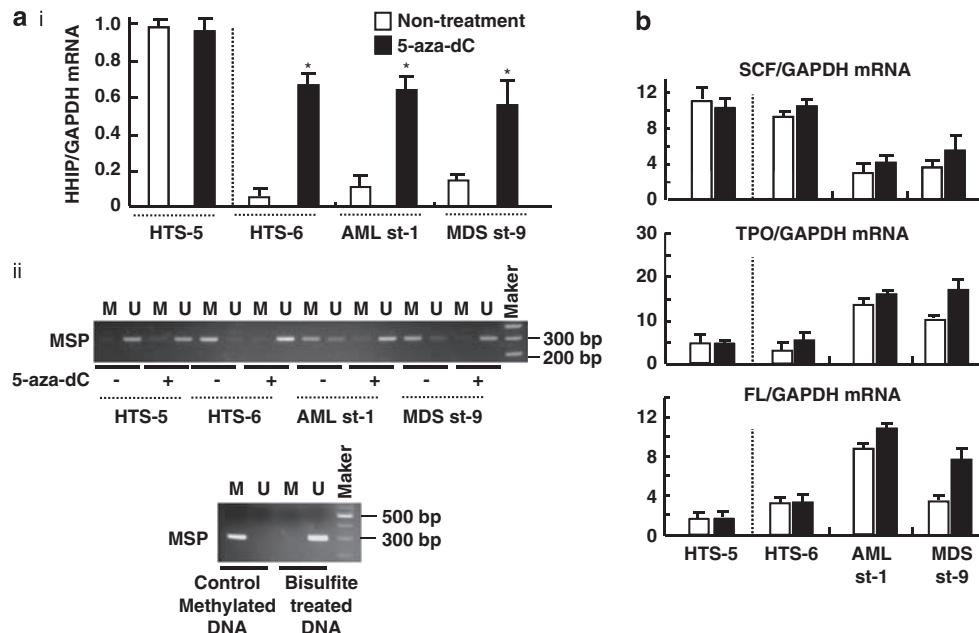 a i
HHIP/GAPDH mRNA
1.0
0.8
0.6
0.4
0.2
0
Non-treatment
5-aza-dC
* * *
HTS-5 HTS-6 AML st-1 MDS st-9
ii
M U M U M U M U M U M U M U M U Maker
MSP
300 bp
200 bp
5-aza-dC - + - + - + - +
HTS-5 HTS-6 AML st-1 MDS st-9
M U M U Maker
500 bp
MSP
300 bp
Control Methylated DNA
Bisulfite treated DNA
b
SCF/GAPDH mRNA
12
8
4
0
TPO/GAPDH mRNA
30
20
10
0
FL/GAPDH mRNA
12
8
4
0
HTS-5 HTS-6 AML st-1 MDS st-9